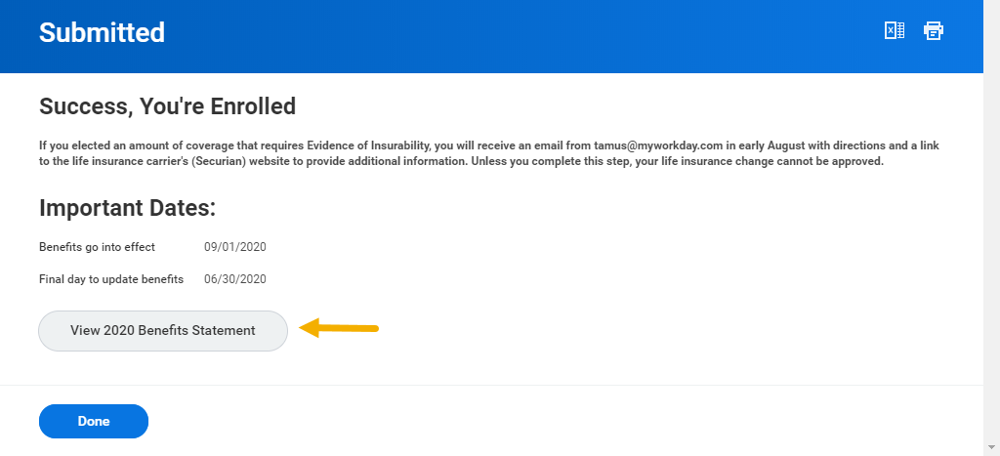 Submitted
Success, You're Enrolled
If you elected an amount of coverage that requires Evidence of Insurability, you will receive an email from tamus@myworkday.com in early August with directions and a link
to the life insurance carrier's (Securian) website to provide additional information. Unless you complete this step, your life insurance change cannot be approved.
Important Dates:
Benefits go into effect 09/01/2020
Final day to update benefits 06/30/2020
View 2020 Benefits Statement
Done